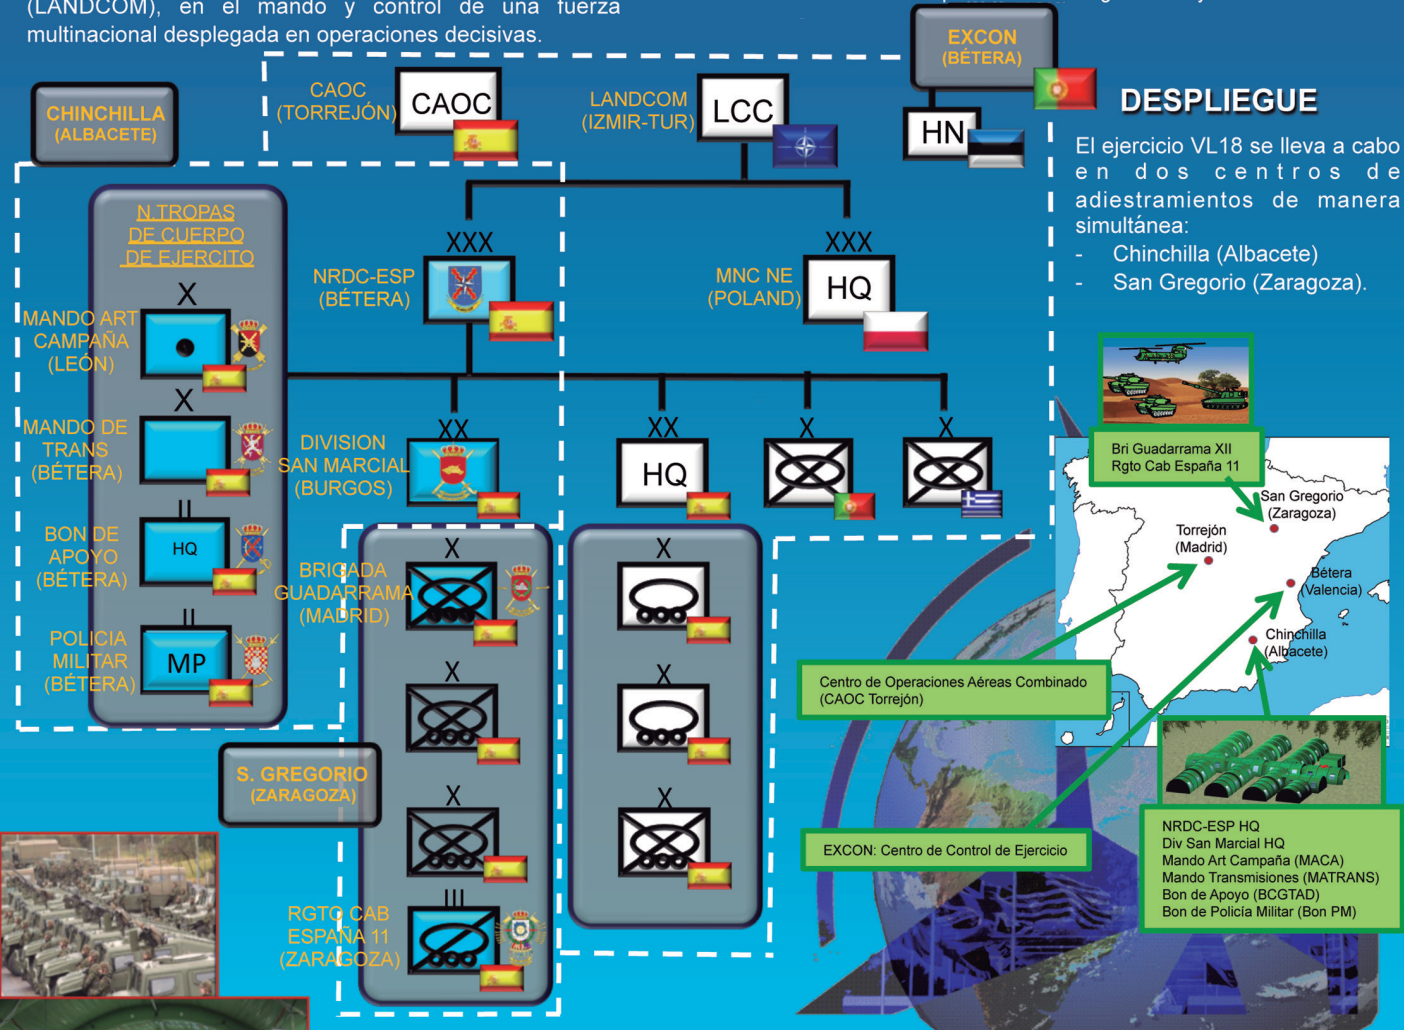 (LANDCOM), en el mando y control de una fuerza
multinacional desplegada en operaciones decisivas.
EXCON
(BÉTERA)
HN
CHINCHILLA
(ALBACETE)
CAOC
(TORREJÓN)
CAOC
LANDCOM
(IZMIR-TUR)
LCC
DESPLIEGUE
El ejercicio VL18 se lleva a cabo
en dos centros de
adiestramientos de manera
simultánea:
- Chinchilla (Albacete)
- San Gregorio (Zaragoza).
N.TROPAS
DE CUERPO
DE EJERCITO
X
MANDO ART
CAMPAÑA
(LEÓN)
X
MANDO DE
TRANS
(BÉTERA)
II
BON DE
APOYO
(BÉTERA)
HQ
II
POLICIA
MILITAR
(BÉTERA)
MP
XXX
NRDC-ESP
(BÉTERA)
XXX
MNC NE
(POLAND)
HQ
XX
DIVISION
SAN MARCIAL
(BURGOS)
XX
HQ
X
X
X
BRIGADA
GUADARRAMA
(MADRID)
X
X
III
RGTO CAB
ESPAÑA 11
(ZARAGOZA)
X
X
X
S. GREGORIO
(ZARAGOZA)
Bri Guadarrama XII
Rgto Cab España 11
San Gregorio
(Zaragoza)
Torrejón
(Madrid)
Bétera
(Valencia)
Chinchilla
(Albacete)
Centro de Operaciones Aéreas Combinado
(CAOC Torrejón)
EXCON: Centro de Control de Ejercicio
NRDC-ESP HQ
Div San Marcial HQ
Mando Art Campaña (MACA)
Mando Transmisiones (MATRANS)
Bon de Apoyo (BCGTAD)
Bon de Policía Militar (Bon PM)